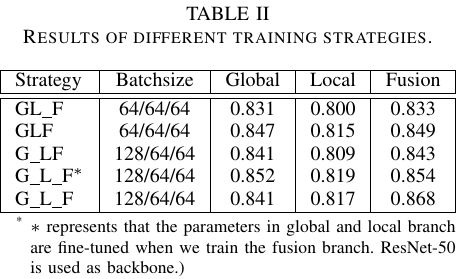 TABLE II
RESULTS OF DIFFERENT TRAINING STRATEGIES.
Strategy Batchsize Global Local Fusion
GL_F 64/64/64 0.831 0.800 0.833
GLF 64/64/64 0.847 0.815 0.849
G_LF 128/64/64 0.841 0.809 0.843
G_L_F* 128/64/64 0.852 0.819 0.854
G_L_F 128/64/64 0.841 0.817 0.868
* * represents that the parameters in global and local branch
are fine-tuned when we train the fusion branch. ResNet-50
is used as backbone.)